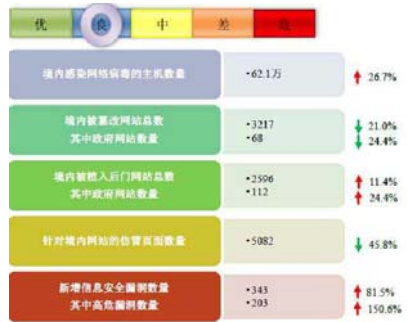 优 良 中 差 危
境内感染网络病毒的主机数量 •62.1万 26.7%
境内被篡改网站总数 •3217 21.0%
其中政府网站数量 •68 24.4%
境内被植入后门网站总数 •2596 11.4%
其中政府网站数量 •112 24.4%
针对境内网站的仿冒页面数量 •5082 45.8%
新增信息安全漏洞数量 •343 81.5%
其中高危漏洞数量 •203 150.6%